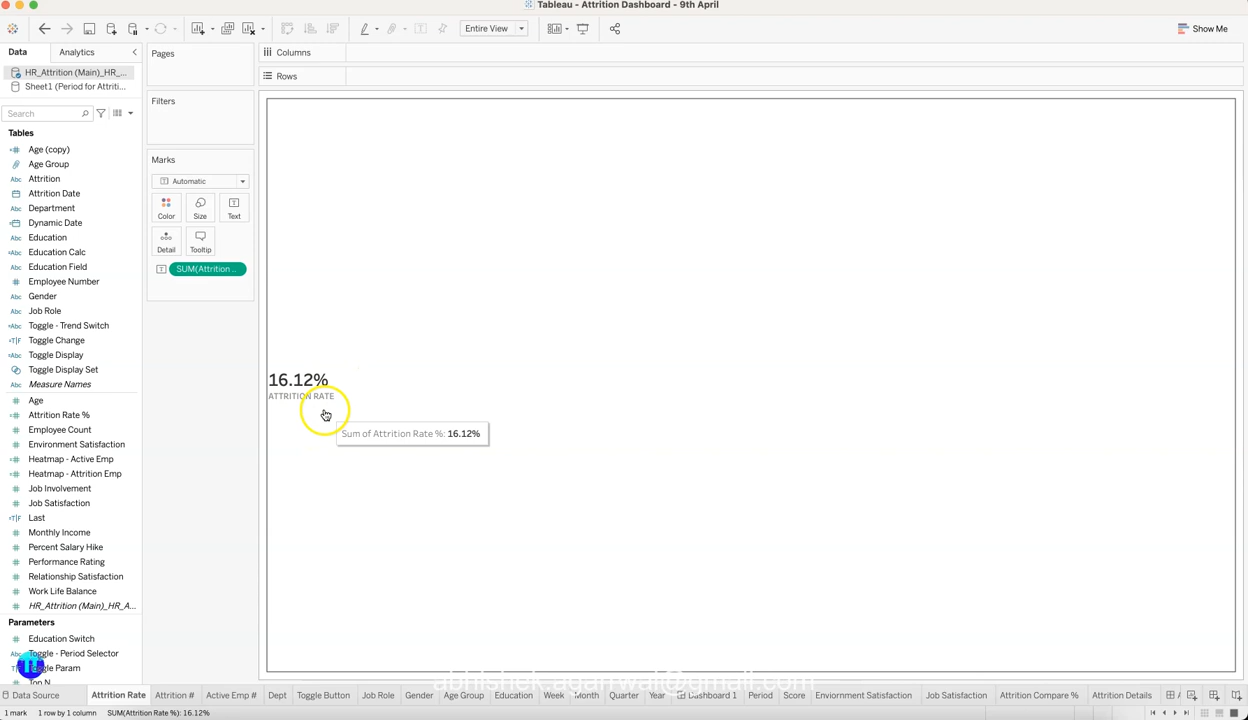 Tableau - Attrition Dashboard - 9th April
Entire View
Show Me
Data
Analytics
Pages
Columns
HR_Attrition (Main)_HR_...
Sheet1 (Period for Attriti...
Rows
Filters
Search
Tables
Age (copy)
Age Group
Attrition
Attrition Date
Department
Dynamic Date
Education
Education Calc
Education Field
Employee Number
Gender
Job Role
Toggle - Trend Switch
Toggle Change
Toggle Display
Toggle Display Set
Measure Names
Age
Attrition Rate %
Employee Count
Environment Satisfaction
Heatmap - Active Emp
Heatmap - Attrition Emp
Job Involvement
Job Satisfaction
Last
Monthly Income
Percent Salary Hike
Performance Rating
Relationship Satisfaction
Work Life Balance
HR_Attrition (Main)_HR_A...
Parameters
Education Switch
Toggle - Period Selector
Toggle Param
Top N
Marks
Automatic
Color
Size
Text
Detail
Tooltip
SUM(Attrition ..
16.12%
ATTRITION RATE
Sum of Attrition Rate %: 16.12%
abhishek.agarrwal@gmail.com
Data Source
Attrition Rate
Attrition #
Active Emp #
Dept
Toggle Button
Job Role
Gender
Age Group
Education
Week
Month
Quarter
Year
Dashboard 1
Period
Score
Enviornment Satisfaction
Job Satisfaction
Attrition Compare %
Attrition Details
1 mark
1 row by 1 column
SUM(Attrition Rate %): 16.12%